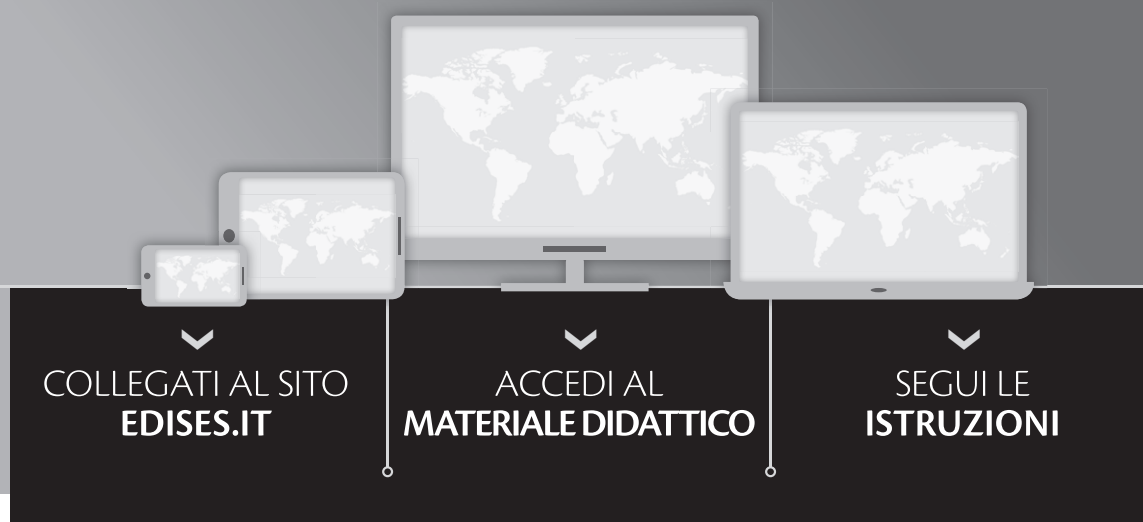 COLLEGATI AL SITO
EDISES.IT
ACCEDI AL
MATERIALE DIDATTICO
SEGUI LE
ISTRUZIONI